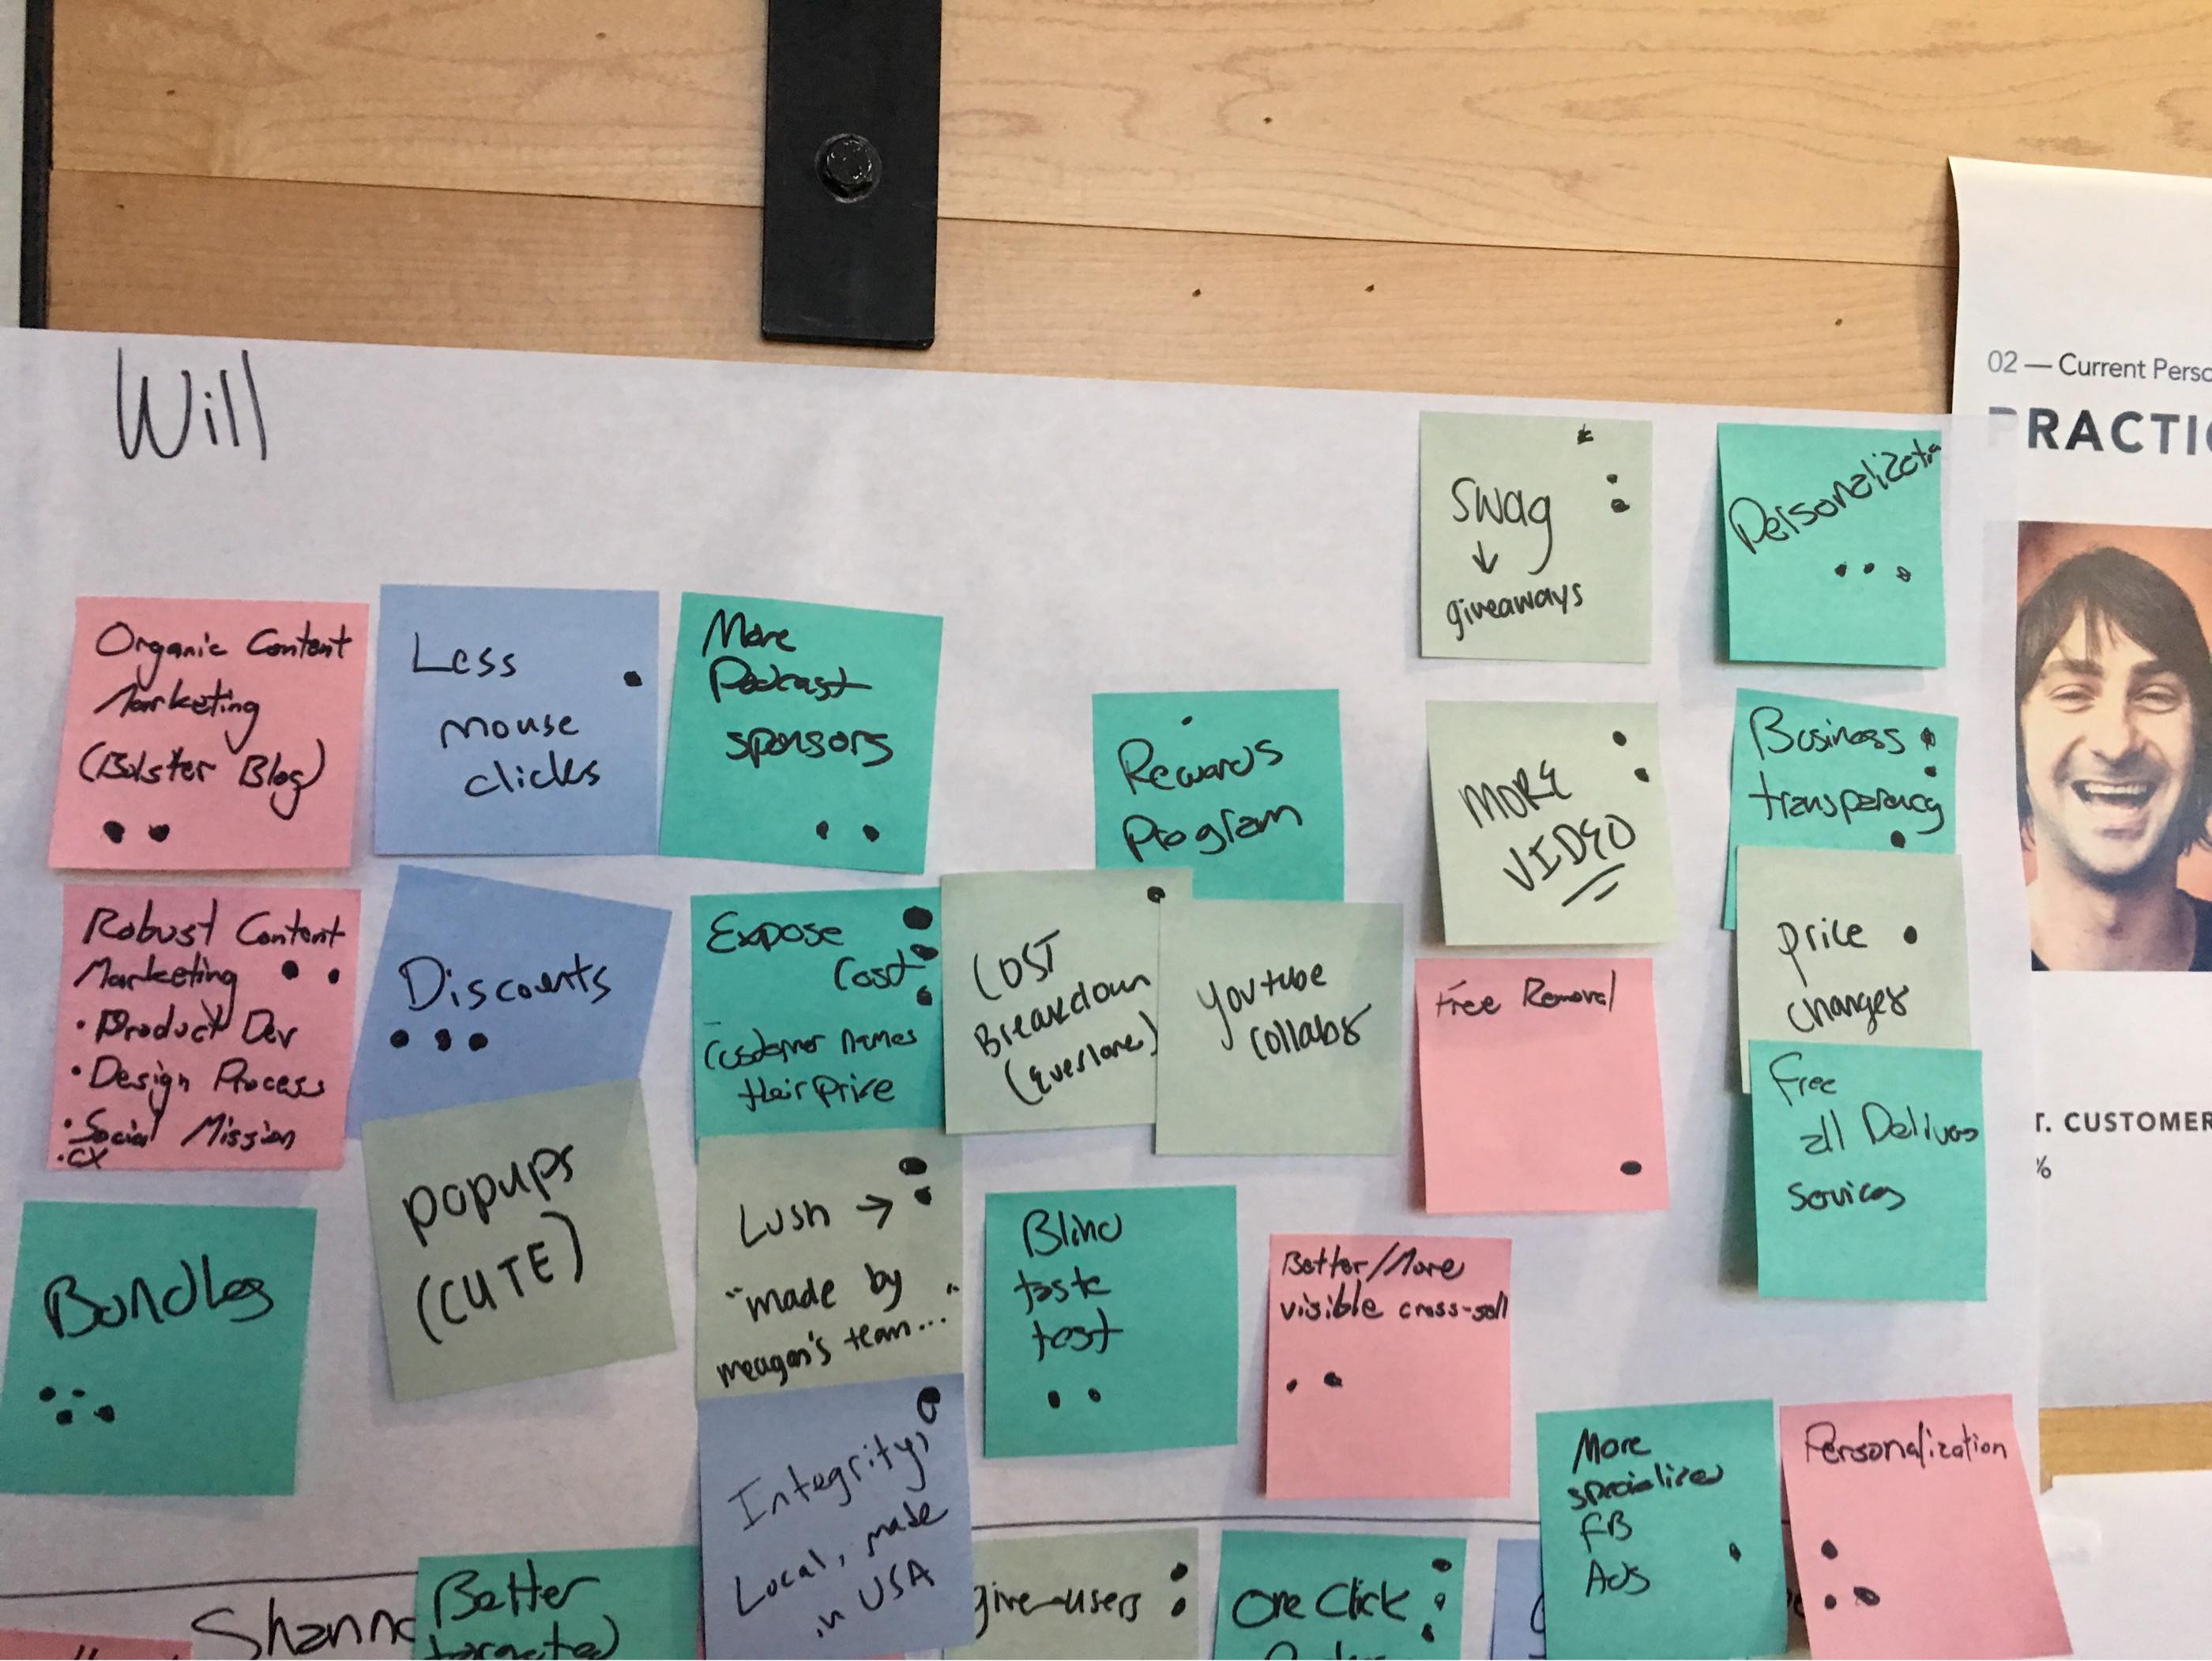 Will
02 — Current Perso
PRACTIC
T. CUSTOMER
%
swag
↓
giveaways
Personalizatio
Organic Content
Marketing
(Bolster Blog)
Less
mouse
clicks
More
Podcast
sponsors
Rewards
Program
MORE
VIDEO
Business
transparency
Robust Content
Marketing
• Product Dev
• Design Process
• Social Mission
• CX
Discounts
Expose
Cost
Customer names
their price
COST
Breakdown
(everlane)
youtube
collabs
Free Removal
price
changes
Free
all Delivery
Services
Bundles
popups
(CUTE)
Lush →
"made by
meagan's team..."
Blind
taste
test
Better/More
visible cross-sell
Integrity,
Local, made
in USA
More
specialized
FB
Ads
Personalization
Shann
Better
targeted
give-users
One Click